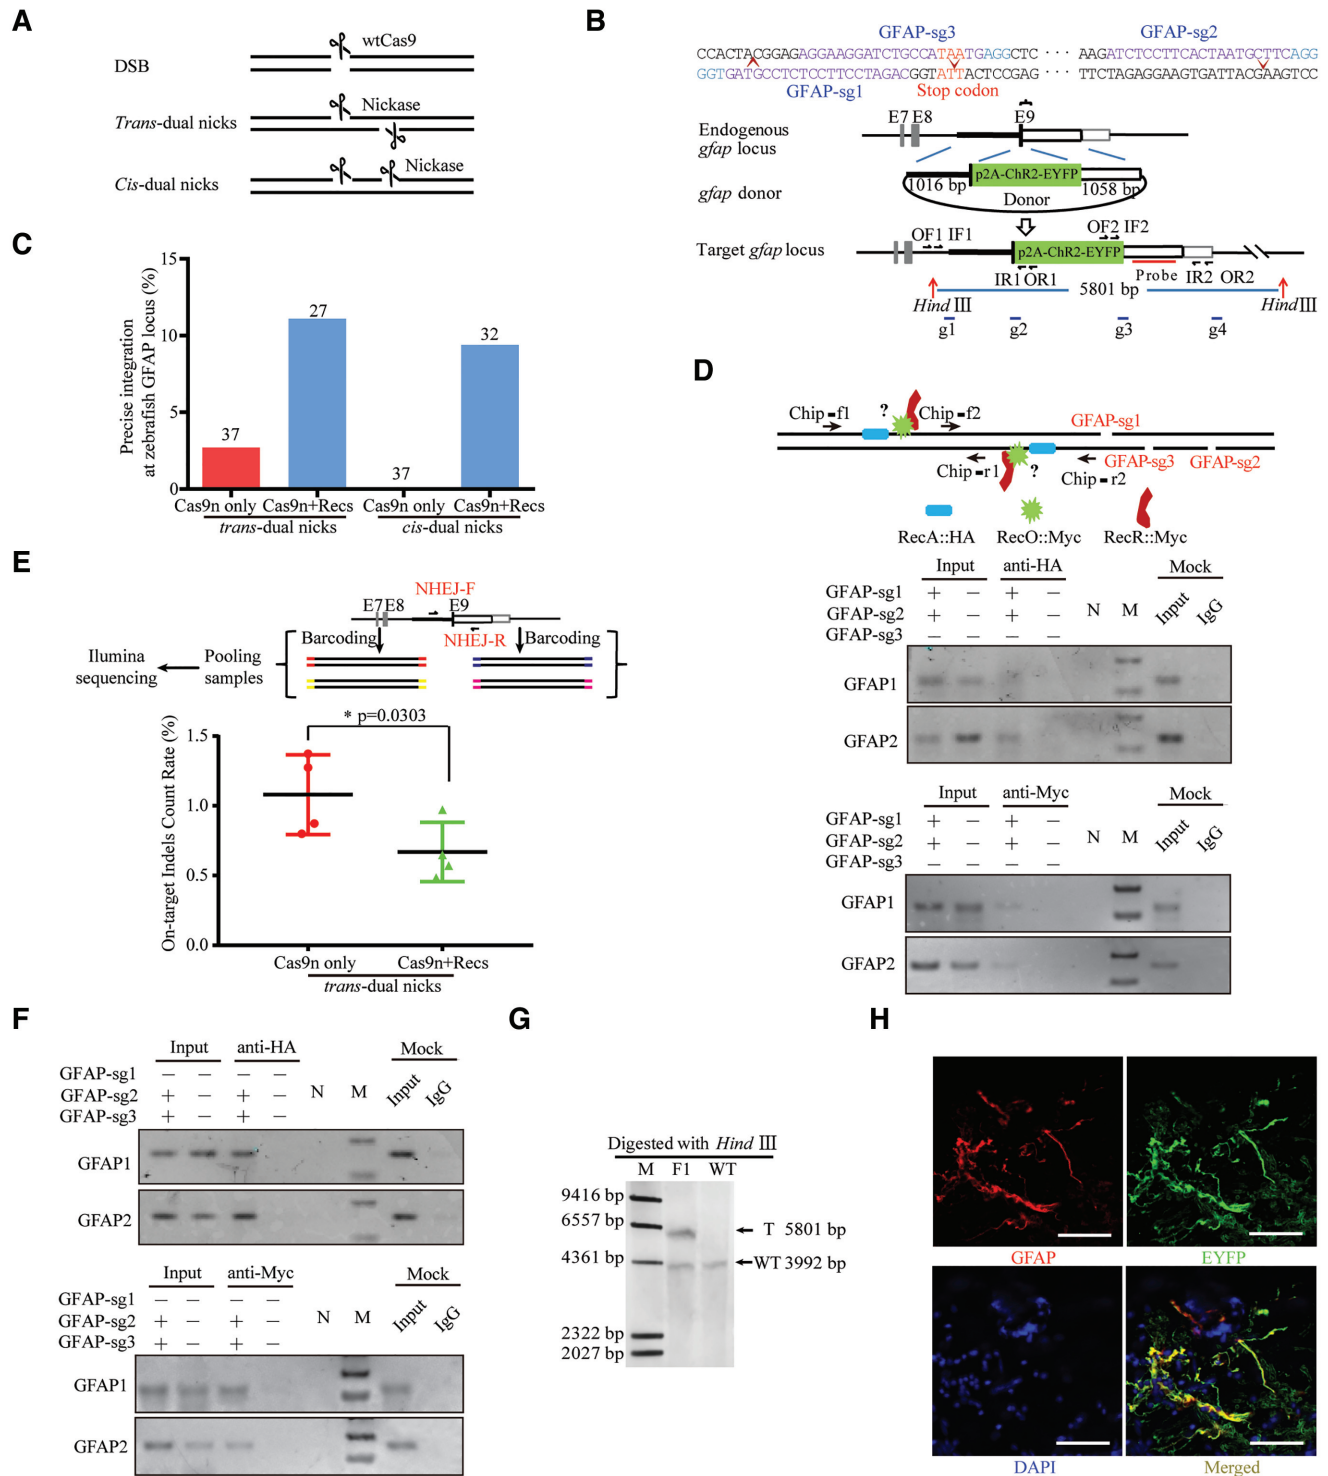 A
DSB
wtCas9
Trans-dual nicks
Nickase
Cis-dual nicks
Nickase
B
GFAP-sg3
GFAP-sg2
CCACTACGGAGAGGAAGGATCTGCCATAATGAGGCTC ··· AAGATCTCCTTCACTAATGCTTCAGG
GGTGATGCCTCTCCTTCCTAGACGGTATTACTCCGAG ··· TTCTAGAGGAAGTGATTACGAAGTCC
GFAP-sg1
Stop codon
Endogenous
gfap locus
E7 E8
E9
gfap donor
p2A-ChR2-EYFP
1016 bp
1058 bp
Donor
Target gfap locus
OF1 IF1
OF2 IF2
p2A-ChR2-EYFP
IR1 OR1
Probe
IR2 OR2
5801 bp
Hind III
Hind III
g1
g2
g3
g4
C
Precise integration
at zebrafish GFAP locus (%)
15
10
5
0
37
27
37
32
Cas9n only
Cas9n+Recs
Cas9n only
Cas9n+Recs
trans-dual nicks
cis-dual nicks
D
Chip-f1
?
Chip-f2
GFAP-sg1
Chip-r1
?
Chip-r2
GFAP-sg3
GFAP-sg2
RecA::HA
RecO::Myc
RecR::Myc
Input
anti-HA
Mock
GFAP-sg1 + − + −
GFAP-sg2 + − + −
GFAP-sg3 − − − −
N
M
Input
IgG
GFAP1
GFAP2
Input
anti-Myc
Mock
GFAP-sg1 + − + −
GFAP-sg2 + − + −
GFAP-sg3 − − − −
N
M
Input
IgG
GFAP1
GFAP2
E
NHEJ-F
E7 E8
E9
NHEJ-R
Barcoding
Barcoding
Ilumina
sequencing
Pooling
samples
On-target Indels Count Rate (%)
* p=0.0303
1.5
1.0
0.5
0.0
Cas9n only
Cas9n+Recs
trans-dual nicks
F
Input
anti-HA
Mock
GFAP-sg1 − − − −
GFAP-sg2 + − + −
GFAP-sg3 + − + −
N
M
Input
IgG
GFAP1
GFAP2
Input
anti-Myc
Mock
GFAP-sg1 − − − −
GFAP-sg2 + − + −
GFAP-sg3 + − + −
N
M
Input
IgG
GFAP1
GFAP2
G
Digested with Hind III
M F1 WT
9416 bp
6557 bp
4361 bp
2322 bp
2027 bp
T 5801 bp
WT 3992 bp
H
GFAP
EYFP
DAPI
Merged